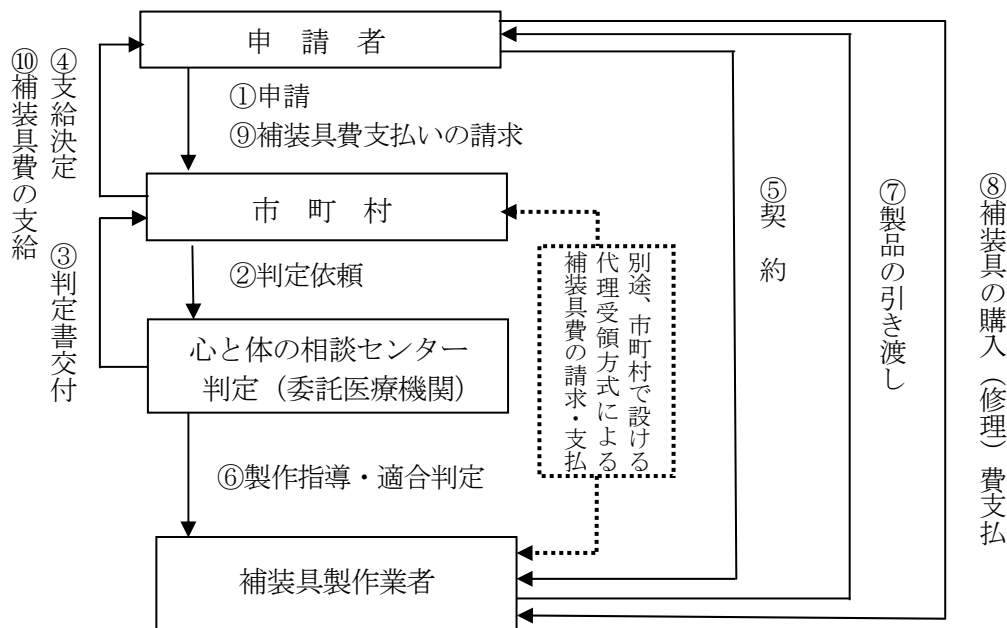 申 請 者
①申請
⑨補装具費支払いの請求
④支給決定
⑩補装具費の支給
市 町 村
②判定依頼
③判定書交付
心と体の相談センター
判定（委託医療機関）
⑥製作指導・適合判定
補装具製作業者
別途、市町村で設ける
代理受領方式による
補装具費の請求・支払
⑤契 約
⑦製品の引き渡し
⑧補装具の購入（修理）費支払